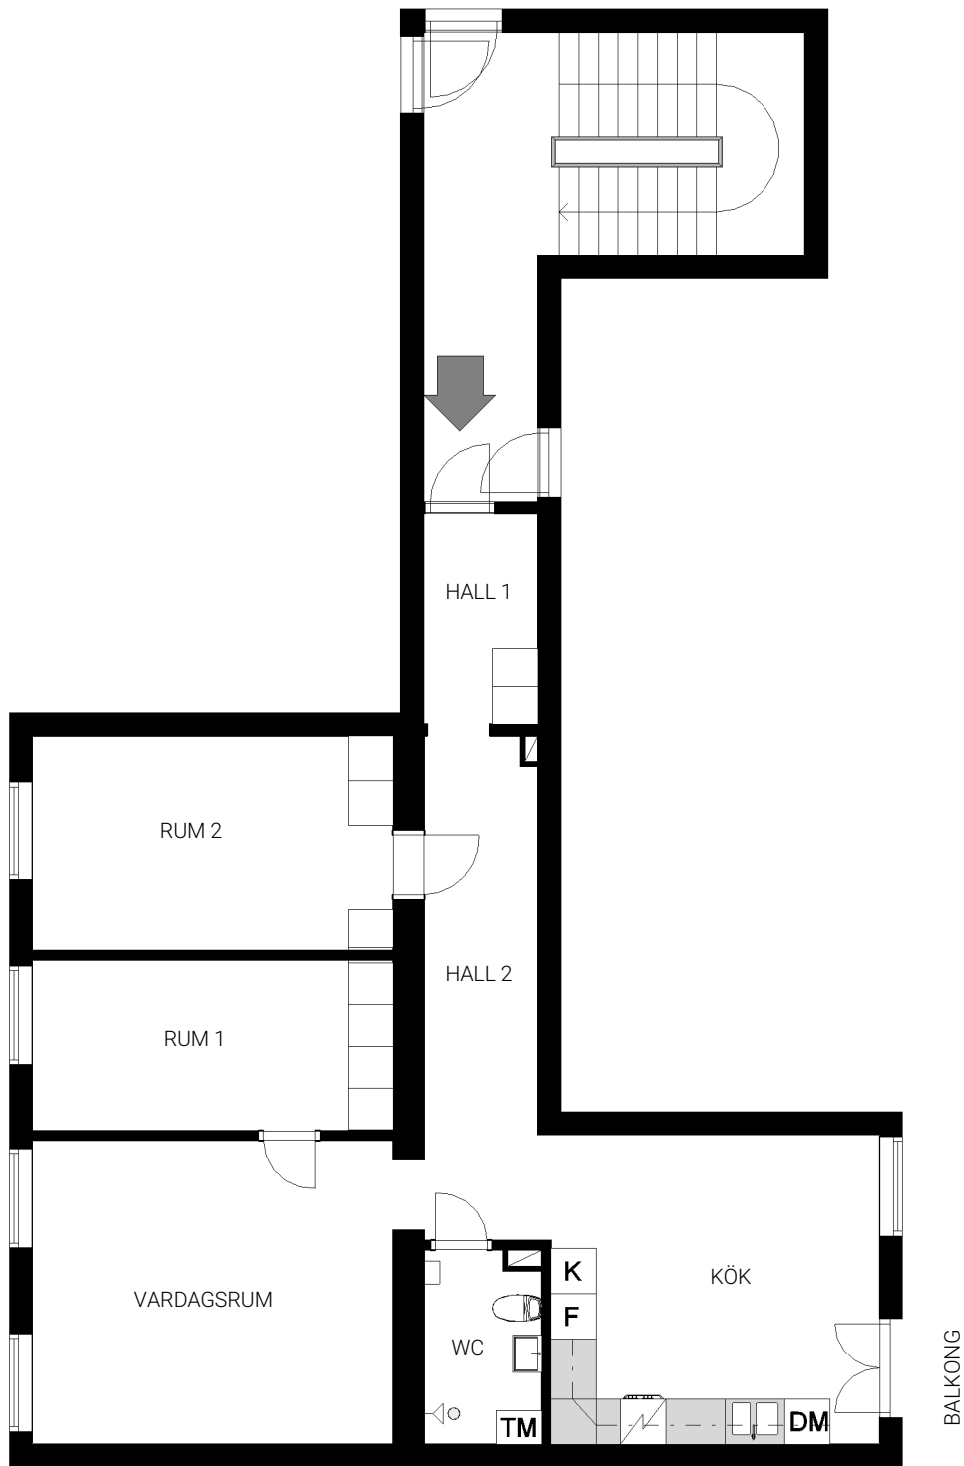 HALL 1
RUM 2
HALL 2
RUM 1
K
KÖK
F
VARDAGSRUM
WC
BALKONG
TM
DM